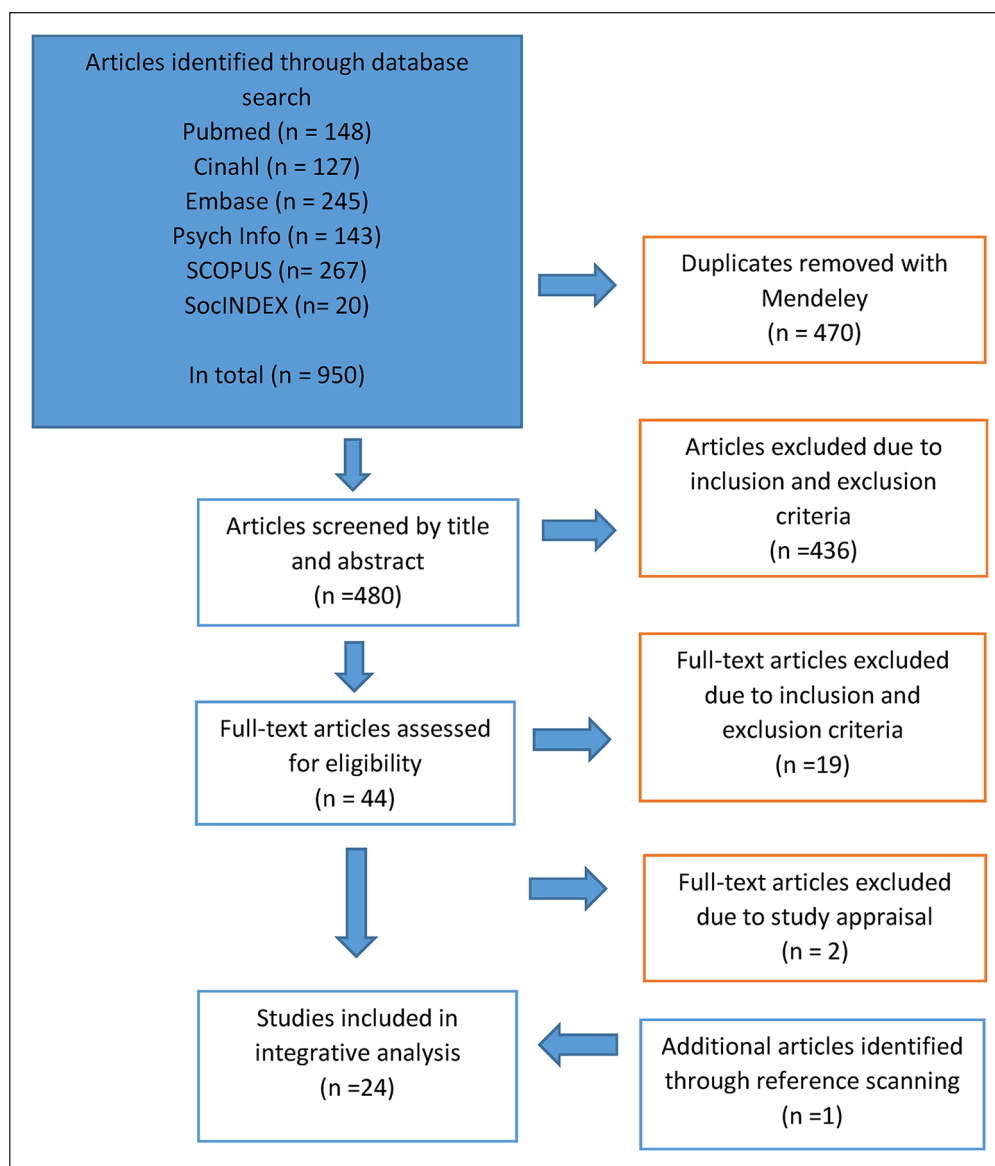 Articles identified through database
search
Pubmed (n = 148)
Cinahl (n = 127)
Embase (n = 245)
Psych Info (n = 143)
SCOPUS (n= 267)
SocINDEX (n= 20)
In total (n = 950)
Duplicates removed with
Mendeley
(n = 470)
Articles screened by title
and abstract
(n =480)
Articles excluded due to
inclusion and exclusion
criteria
(n =436)
Full-text articles assessed
for eligibility
(n = 44)
Full-text articles excluded
due to inclusion and
exclusion criteria
(n =19)
Full-text articles excluded
due to study appraisal
(n = 2)
Studies included in
integrative analysis
(n =24)
Additional articles identified
through reference scanning
(n =1)